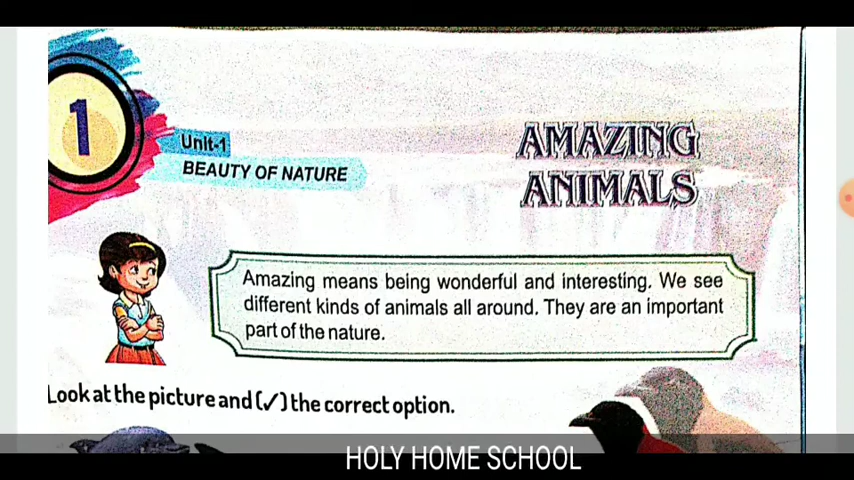 1
Unit-1
BEAUTY OF NATURE
AMAZING
ANIMALS
Amazing means being wonderful and interesting. We see
different kinds of animals all around. They are an important
part of the nature.
Look at the picture and (✓) the correct option.
HOLY HOME SCHOOL